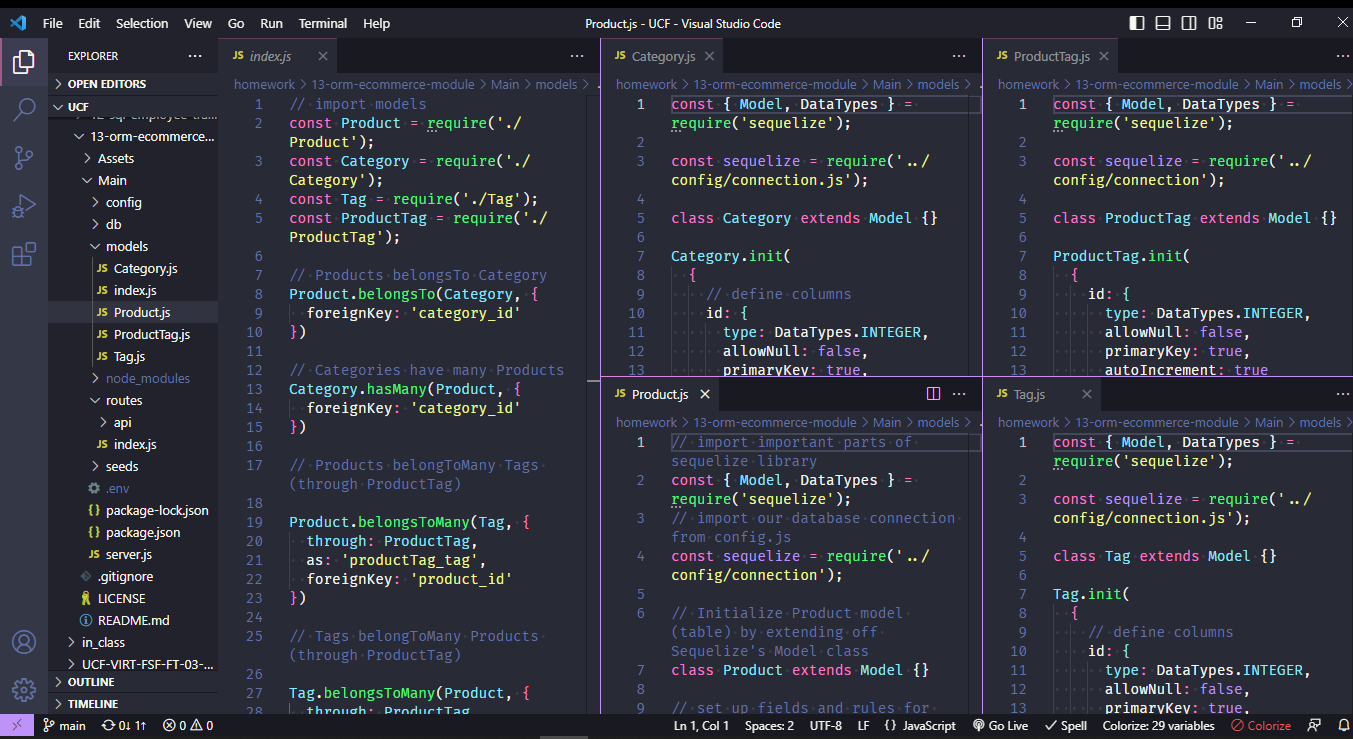 File Edit Selection View Go Run Terminal Help
Product.js - UCF - Visual Studio Code
EXPLORER
OPEN EDITORS
UCF
13-orm-ecommerce...
Assets
Main
config
db
models
JS Category.js
JS index.js
JS Product.js
JS ProductTag.js
JS Tag.js
node_modules
routes
api
JS index.js
seeds
.env
{} package-lock.json
{} package.json
JS server.js
.gitignore
LICENSE
README.md
in_class
UCF-VIRT-FSF-FT-03-...
OUTLINE
TIMELINE
JS index.js
homework > 13-orm-ecommerce-module > Main > models >
1 // import models
2 const Product = require('./
Product');
3 const Category = require('./
Category');
4 const Tag = require('./Tag');
5 const ProductTag = require('./
ProductTag');
6
7 // Products belongsTo Category
8 Product.belongsTo(Category, {
9 foreignKey: 'category_id'
10 })
11
12 // Categories have many Products
13 Category.hasMany(Product, {
14 foreignKey: 'category_id'
15 })
16
17 // Products belongToMany Tags
(through ProductTag)
18
19 Product.belongsToMany(Tag, {
20 through: ProductTag,
21 as: 'productTag_tag',
22 foreignKey: 'product_id'
23 })
24
25 // Tags belongToMany Products
(through ProductTag)
26
27 Tag.belongsToMany(Product, {
28 through: ProductTag
JS Category.js
homework > 13-orm-ecommerce-module > Main > models >
1 const { Model, DataTypes } =
require('sequelize');
2
3 const sequelize = require('../
config/connection.js');
4
5 class Category extends Model {}
6
7 Category.init(
8 {
9 // define columns
10 id: {
11 type: DataTypes.INTEGER,
12 allowNull: false,
13 primaryKey: true,
JS ProductTag.js
homework > 13-orm-ecommerce-module > Main > models >
1 const { Model, DataTypes } =
require('sequelize');
2
3 const sequelize = require('../
config/connection');
4
5 class ProductTag extends Model {}
6
7 ProductTag.init(
8 {
9 id: {
10 type: DataTypes.INTEGER,
11 allowNull: false,
12 primaryKey: true,
13 autoIncrement: true
JS Product.js
homework > 13-orm-ecommerce-module > Main > models >
1 // import important parts of
sequelize library
2 const { Model, DataTypes } =
require('sequelize');
3 // import our database connection
from config.js
4 const sequelize = require('../
config/connection');
5
6 // Initialize Product model
(table) by extending off
Sequelize's Model class
7 class Product extends Model {}
8
9 // set up fields and rules for
JS Tag.js
homework > 13-orm-ecommerce-module > Main > models >
1 const { Model, DataTypes } =
require('sequelize');
2
3 const sequelize = require('../
config/connection.js');
4
5 class Tag extends Model {}
6
7 Tag.init(
8 {
9 // define columns
10 id: {
11 type: DataTypes.INTEGER,
12 allowNull: false,
13 primaryKey: true,
main 0↓ 1↑ 0 0 Ln 1, Col 1 Spaces: 2 UTF-8 LF {} JavaScript Go Live Spell Colorize: 29 variables Colorize